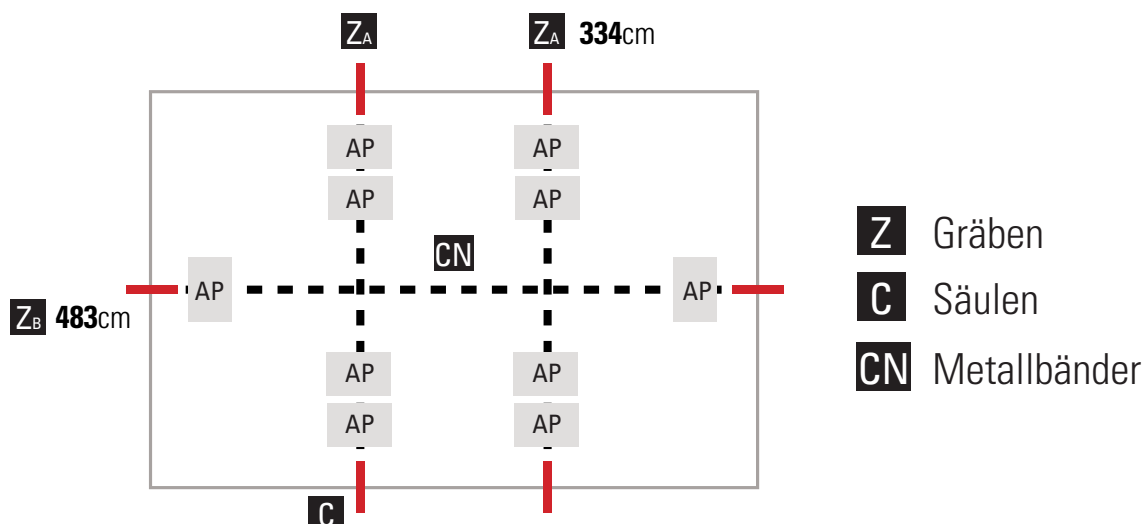 ZA ZA 334cm
AP AP
AP AP
CN
AP AP
ZB 483cm
AP AP
AP AP
C
Z Gräben
C Säulen
CN Metallbänder